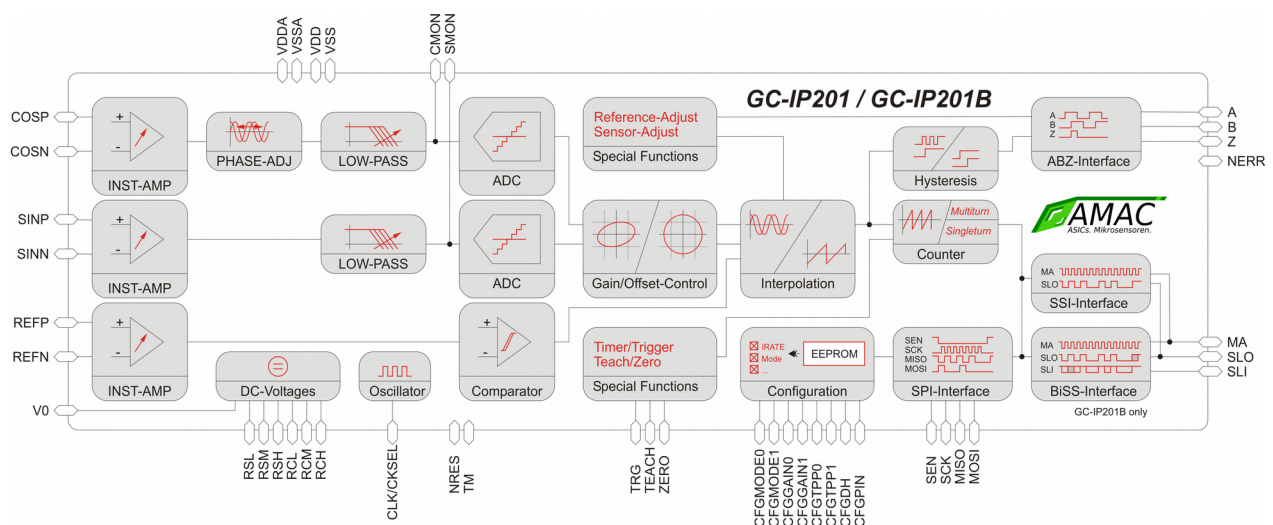 VDDA
VSSA
VDD
VSS
CMON
SMON
GC-IP201 / GC-IP201B
COSP
COSN
+
-
INST-AMP
PHASE-ADJ
LOW-PASS
ADC
Reference-Adjust
Sensor-Adjust
Special Functions
Hysteresis
A
B
Z
ABZ-Interface
A
B
Z
NERR
SINP
SINN
+
-
INST-AMP
LOW-PASS
ADC
Gain/Offset-Control
Interpolation
Multiturn
Singleturn
Counter
AMAC
ASICs. Mikrosensoren.
MA
SLO
SSI-Interface
REFP
REFN
+
-
INST-AMP
=
DC-Voltages
Oscillator
+
-
Comparator
Timer/Trigger
Teach/Zero
Special Functions
IRATE
Mode
...
EEPROM
Configuration
SEN
SCK
MISO
MOSI
SPI-Interface
MA
SLO
SLI
BiSS-Interface
GC-IP201B only
MA
SLO
SLI
V0
RSL
RSM
RSH
RCL
RCM
RCH
CLK/CKSEL
NRES
TM
TRG
TEACH
ZERO
CFGMODE0
CFGMODE1
CFGGAIN0
CFGGAIN1
CFGTPP0
CFGTPP1
CFGDH
CFGPIN
SEN
SCK
MISO
MOSI